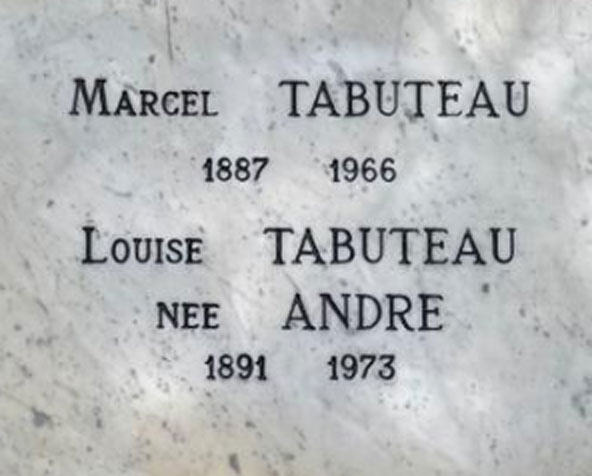 Marcel TABUTEAU
1887 1966
Louise TABUTEAU
NEE ANDRE
1891 1973